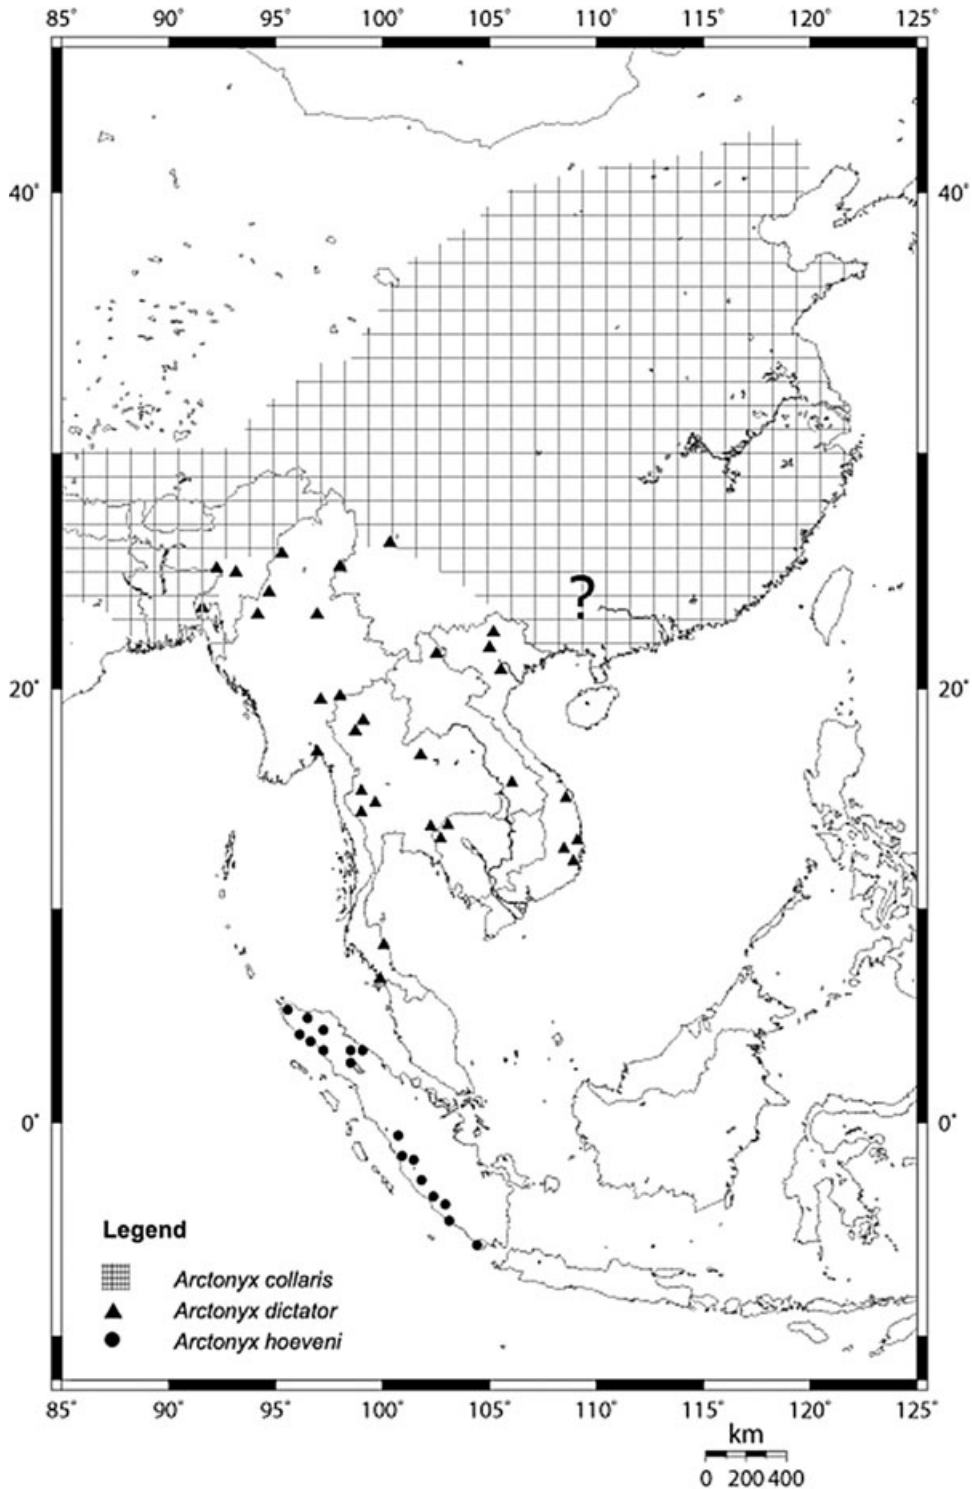 85° 90° 95° 100° 105° 110° 115° 120° 125°
40° 40°
?
20° 20°
0° 0°
Legend
Arctonyx collaris
Arctonyx dictator
Arctonyx hoeveni
85° 90° 95° 100° 105° 110° 115° 120° 125°
km
0 200 400